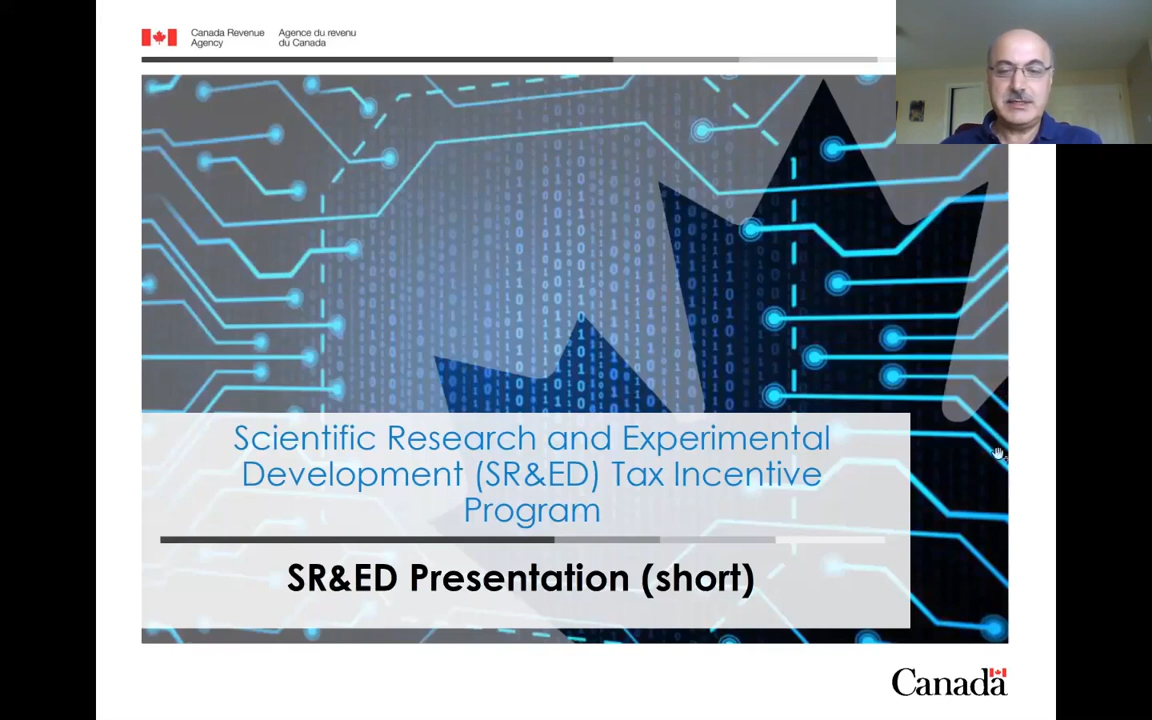 Canada Revenue Agency
Agence du revenu du Canada
Scientific Research and Experimental
Development (SR&ED) Tax Incentive
Program
SR&ED Presentation (short)
Canada